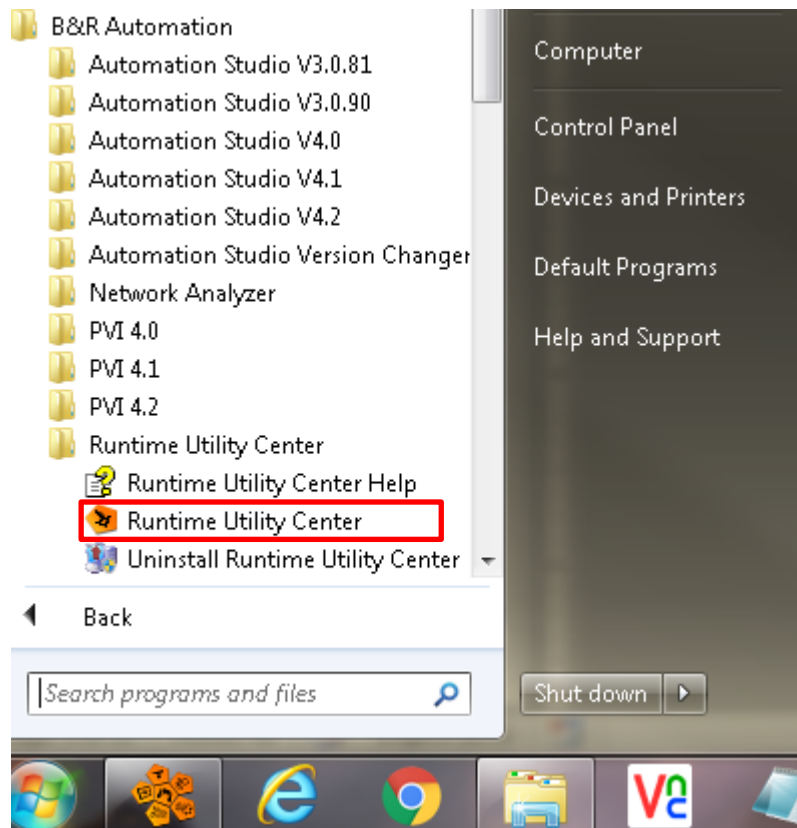 B&R Automation
Automation Studio V3.0.81
Automation Studio V3.0.90
Automation Studio V4.0
Automation Studio V4.1
Automation Studio V4.2
Automation Studio Version Changer
Network Analyzer
PVI 4.0
PVI 4.1
PVI 4.2
Runtime Utility Center
Runtime Utility Center Help
Runtime Utility Center
Uninstall Runtime Utility Center
Back
Search programs and files
Computer
Control Panel
Devices and Printers
Default Programs
Help and Support
Shut down